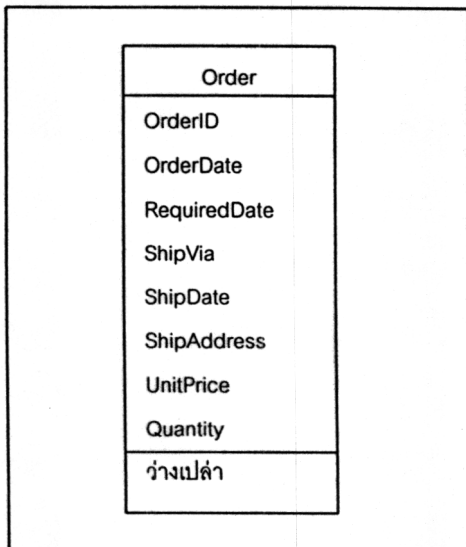 Order
OrderID
OrderDate
RequiredDate
ShipVia
ShipDate
ShipAddress
UnitPrice
Quantity
ว่างเปล่า